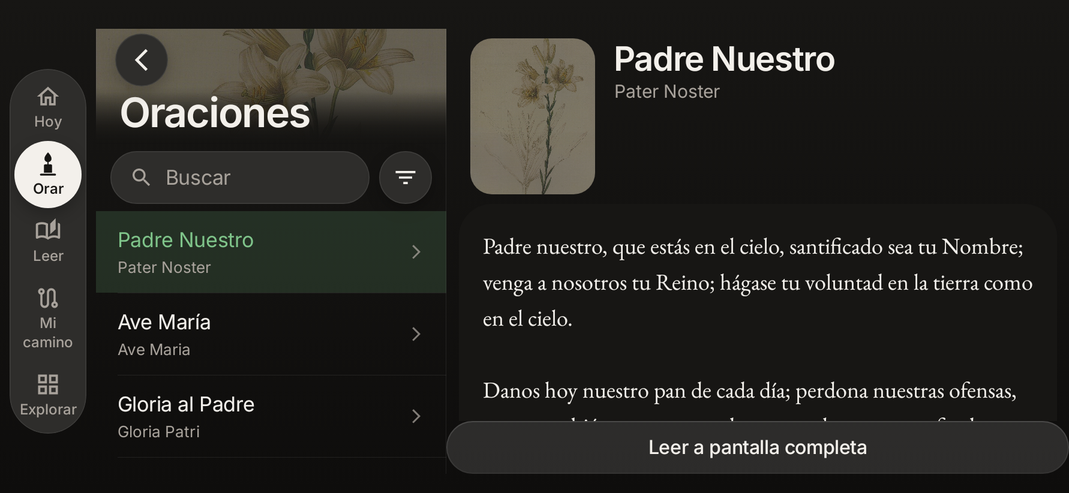 Hoy
Orar
Leer
Mi
camino
Explorar
Oraciones
Buscar
Padre Nuestro
Pater Noster
Ave María
Ave Maria
Gloria al Padre
Gloria Patri
Padre Nuestro
Pater Noster
Padre nuestro, que estás en el cielo, santificado sea tu Nombre;
venga a nosotros tu Reino; hágase tu voluntad en la tierra como
en el cielo.
Danos hoy nuestro pan de cada día; perdona nuestras ofensas,
Leer a pantalla completa